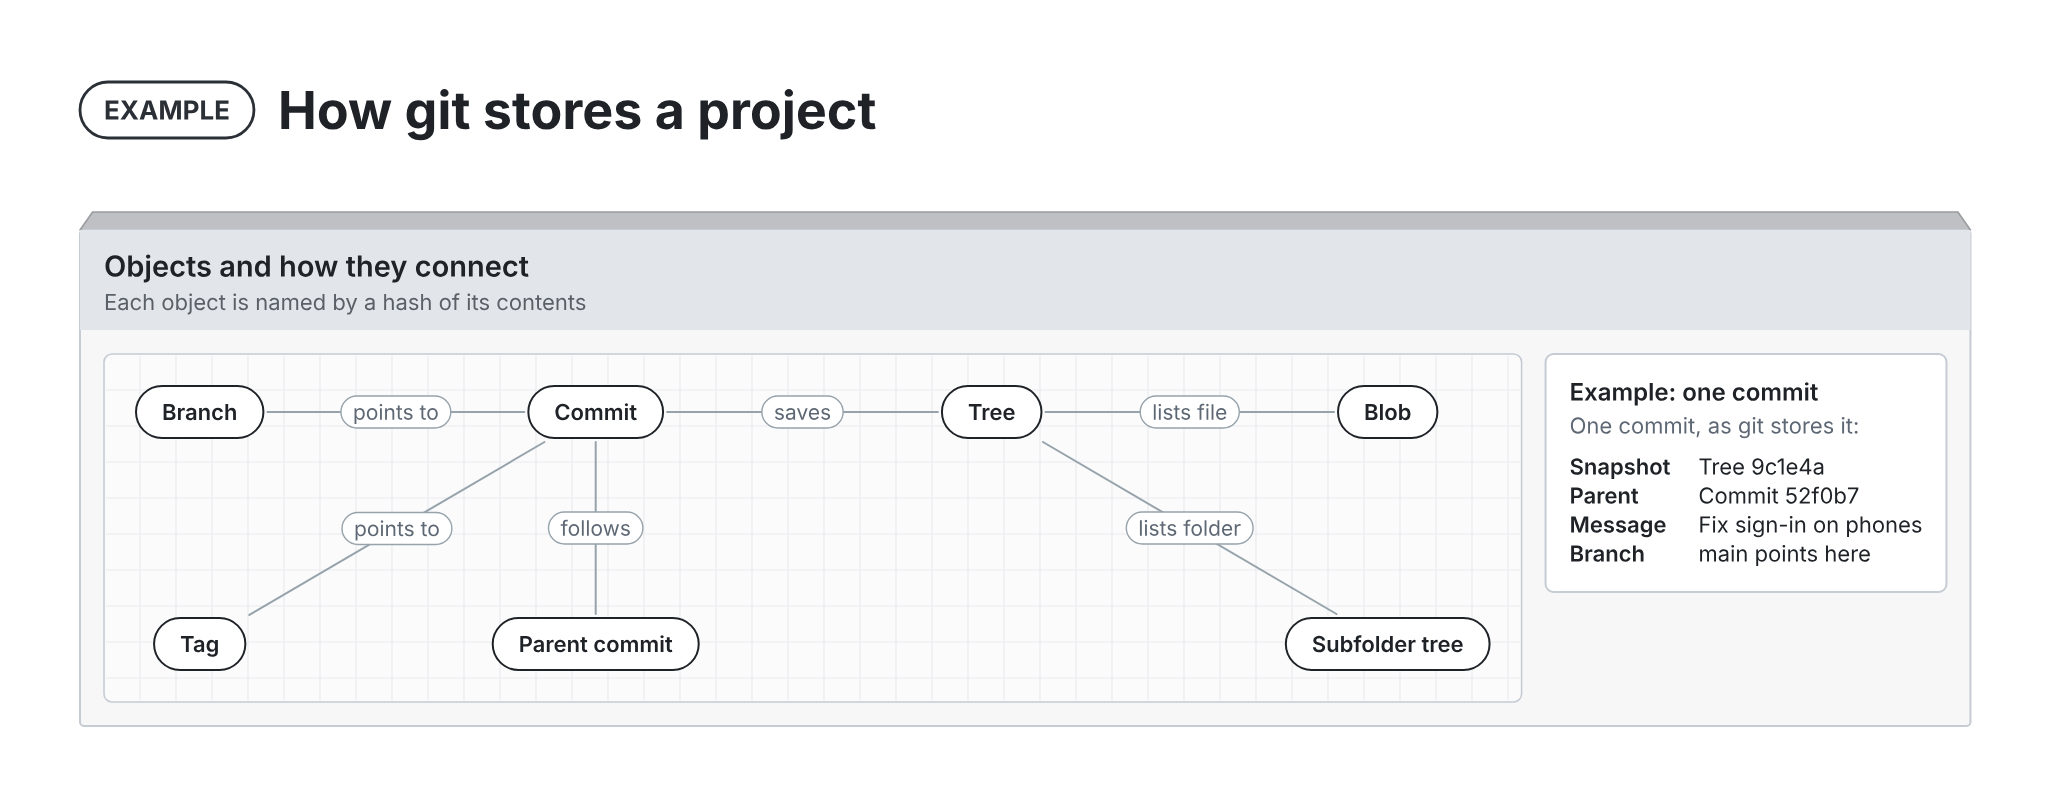 EXAMPLE
How git stores a project
Objects and how they connect
Each object is named by a hash of its contents
Branch
points to
Commit
saves
Tree
lists file
Blob
points to
follows
lists folder
Tag
Parent commit
Subfolder tree
Example: one commit
One commit, as git stores it:
Snapshot Tree 9c1e4a
Parent Commit 52f0b7
Message Fix sign-in on phones
Branch main points here